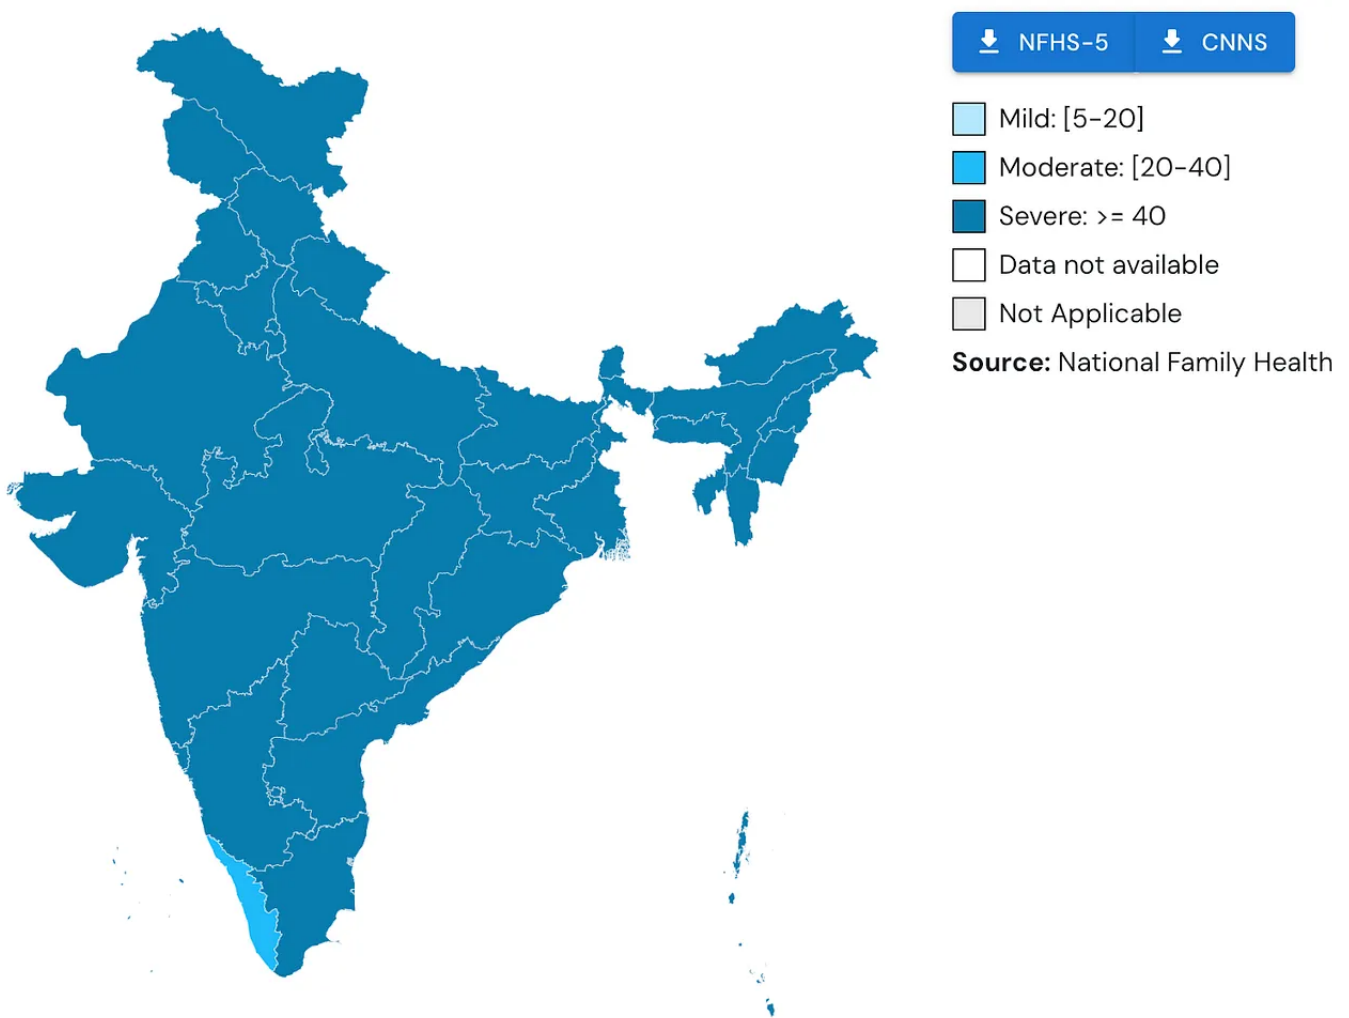 NFHS-5 CNNS
Mild: [5-20]
Moderate: [20-40]
Severe: >= 40
Data not available
Not Applicable
Source: National Family Health